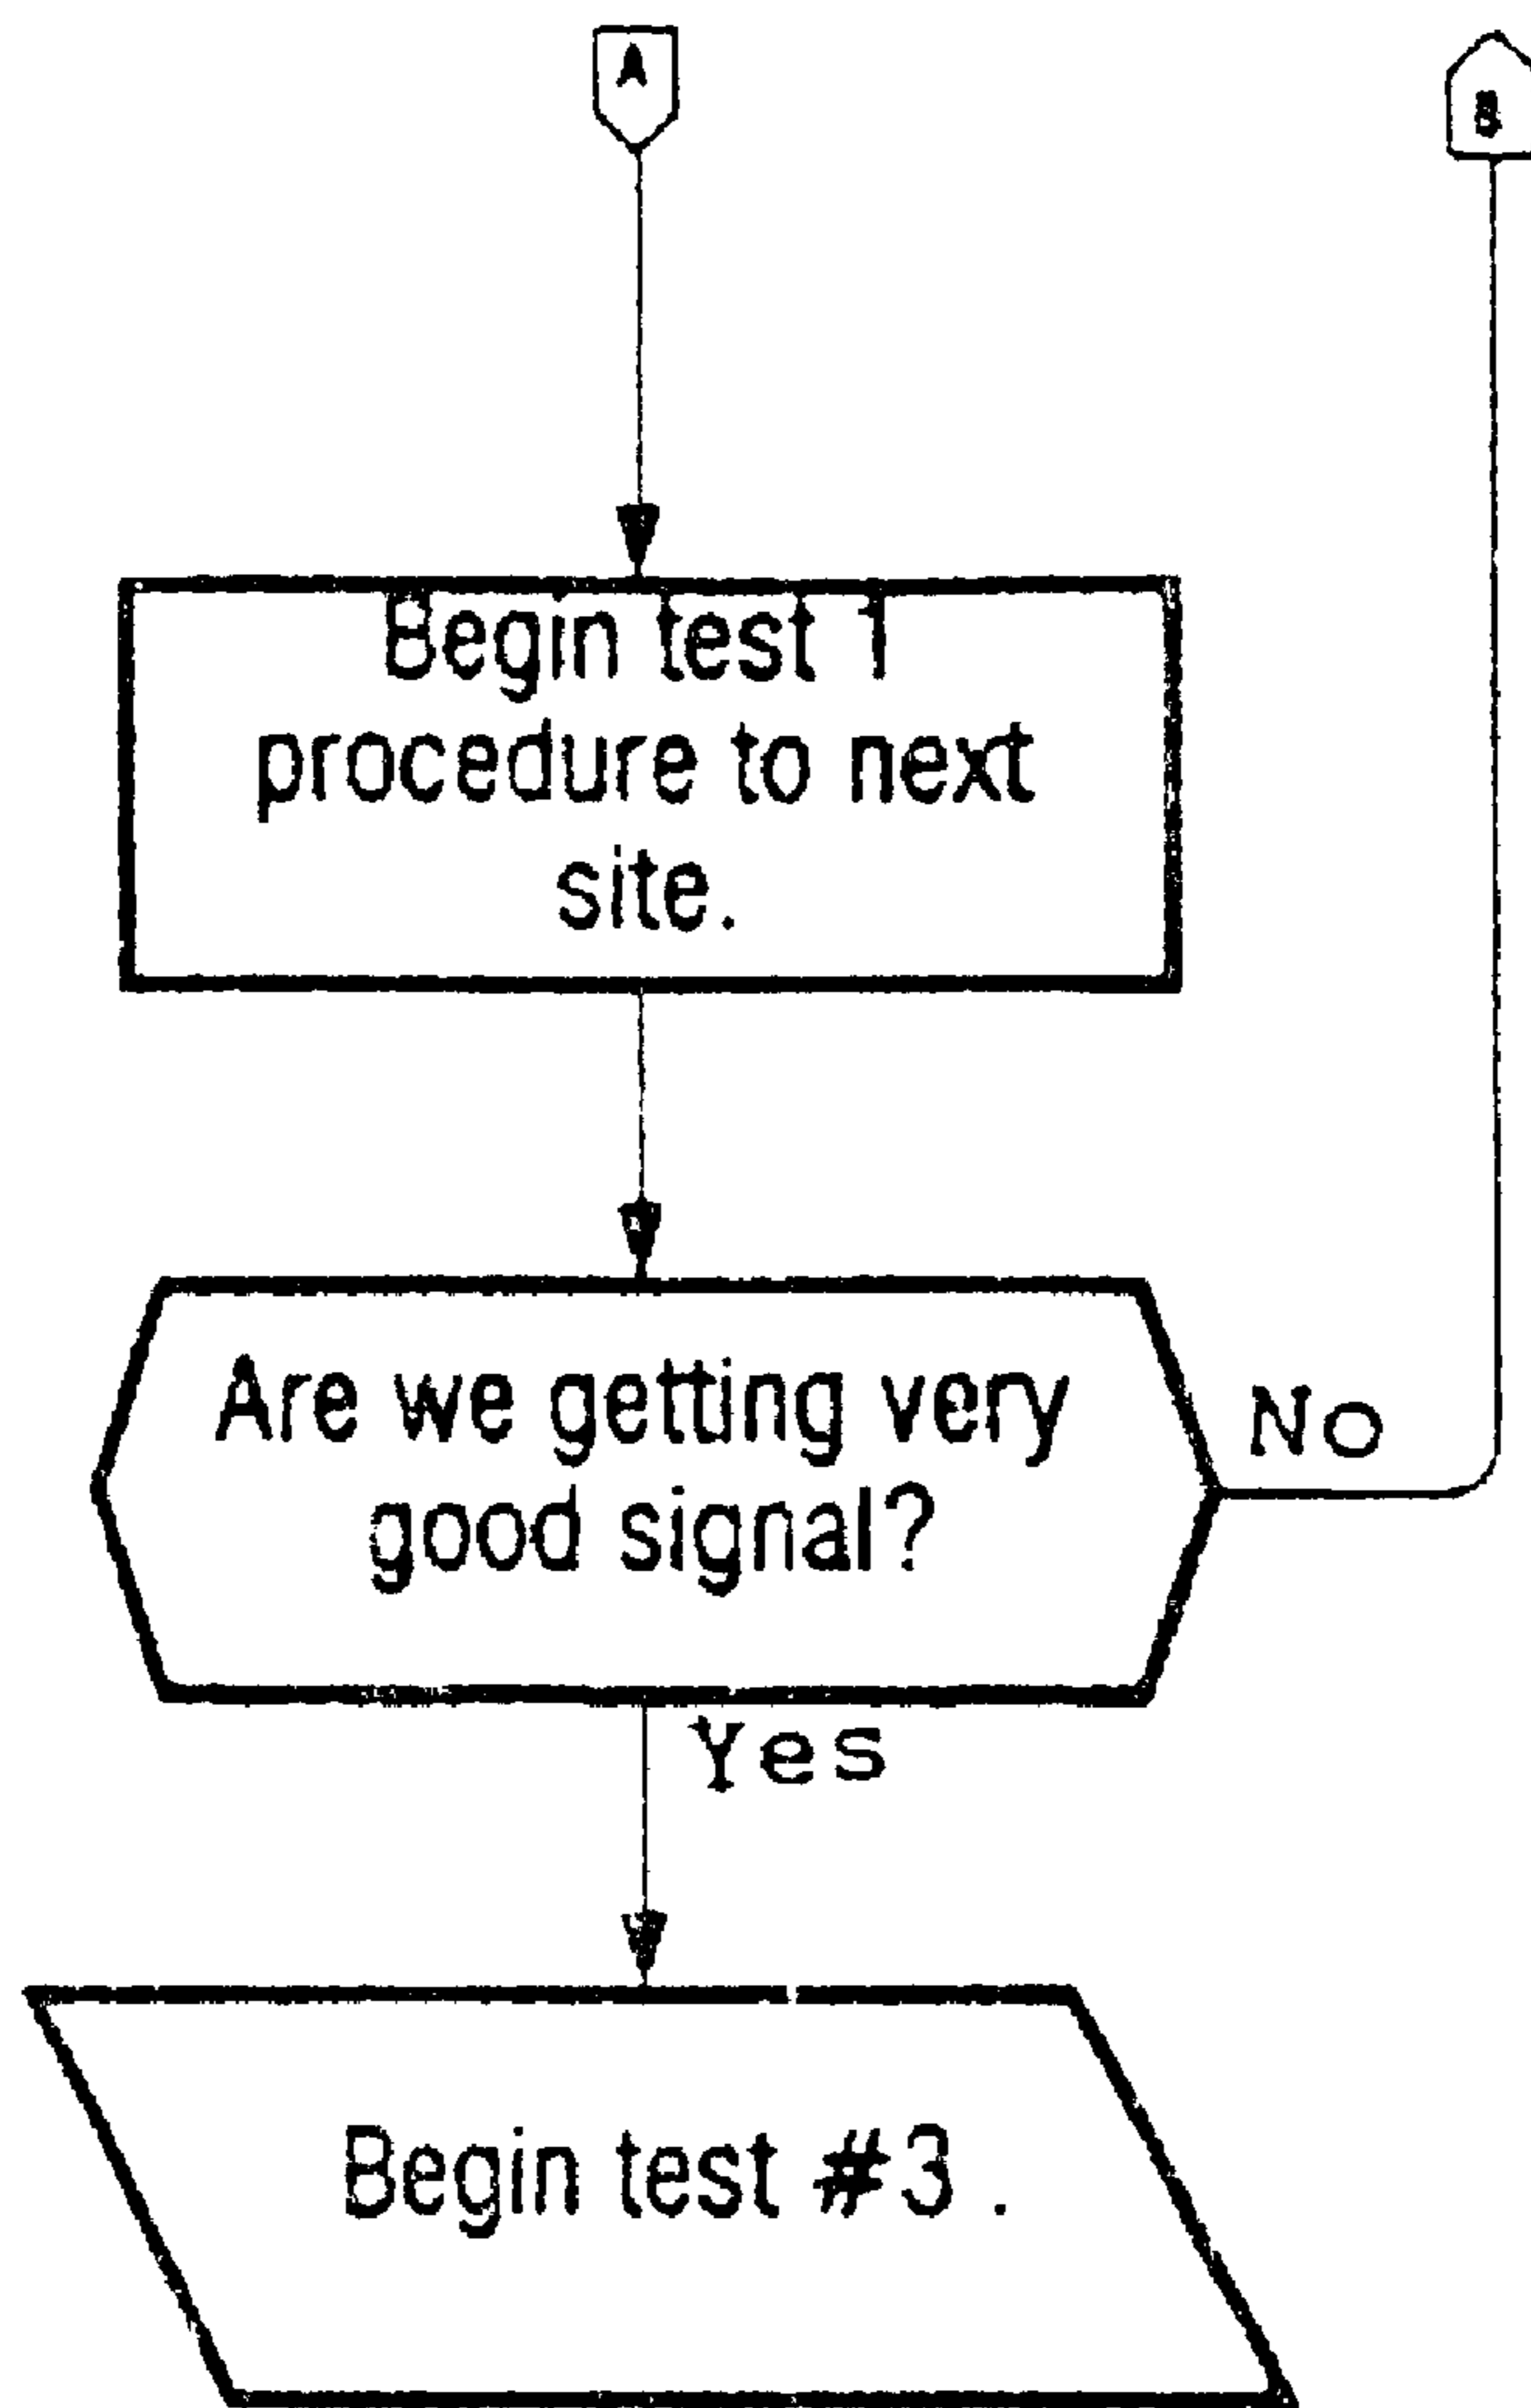 A
Begin test 1
procedure to next
site.
Are we getting very
good signal?
No
Yes
Begin test #3 .